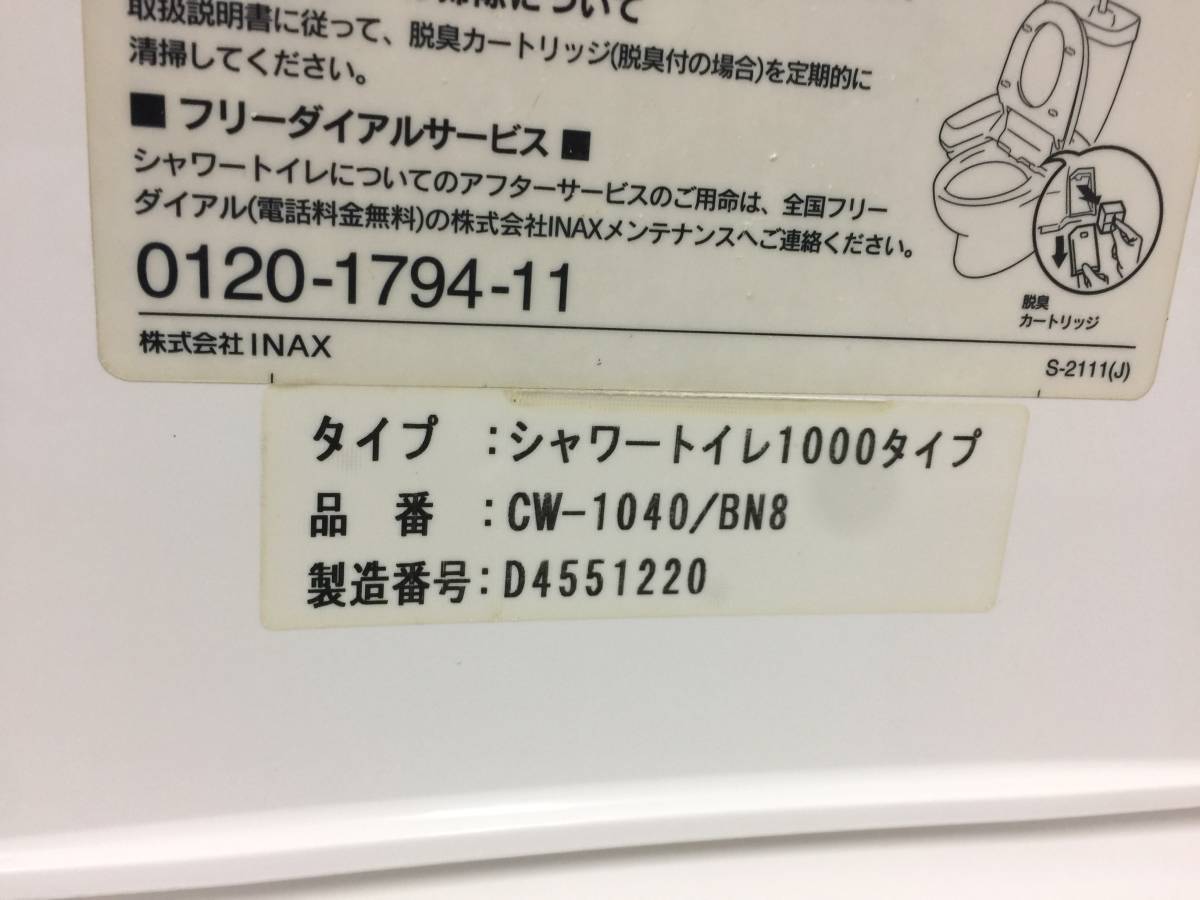 掃除について
取扱説明書に従って、脱臭カートリッジ(脱臭付の場合)を定期的に
清掃してください。
■ フリーダイアルサービス ■
シャワートイレについてのアフターサービスのご用命は、全国フリー
ダイアル(電話料金無料)の株式会社INAXメンテナンスへご連絡ください。
0120-1794-11
脱臭
カートリッジ
株式会社 INAX
S-2111(J)
タイプ :シャワートイレ1000タイプ
品 番 :CW-1040/BN8
製造番号:D4551220